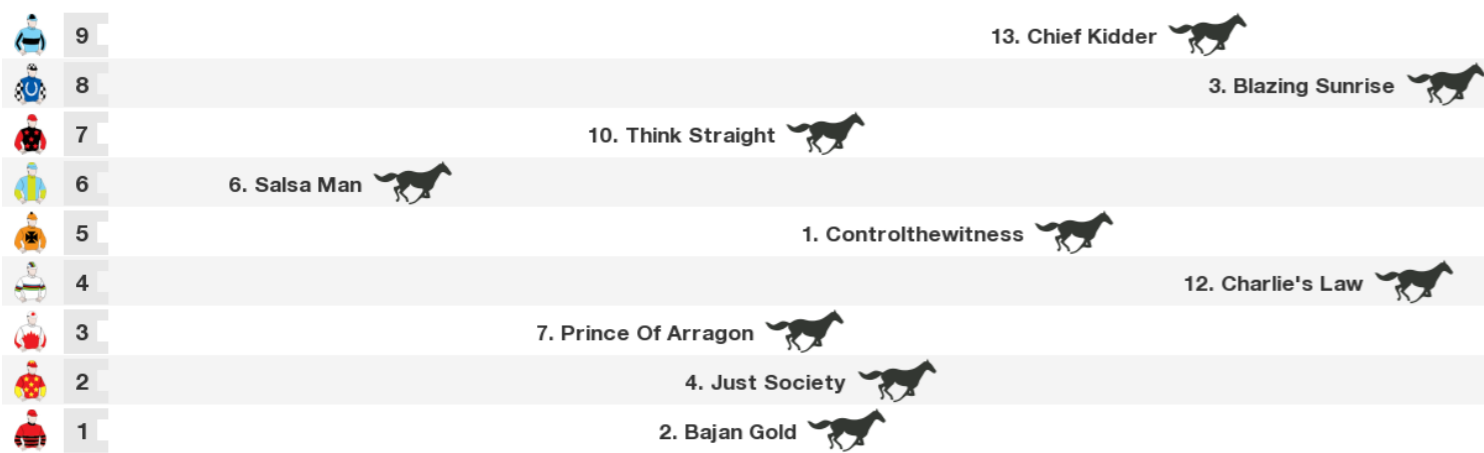 9 13. Chief Kidder
8 3. Blazing Sunrise
7 10. Think Straight
6 6. Salsa Man
5 1. Controlthewitness
4 12. Charlie's Law
3 7. Prince Of Arragon
2 4. Just Society
1 2. Bajan Gold